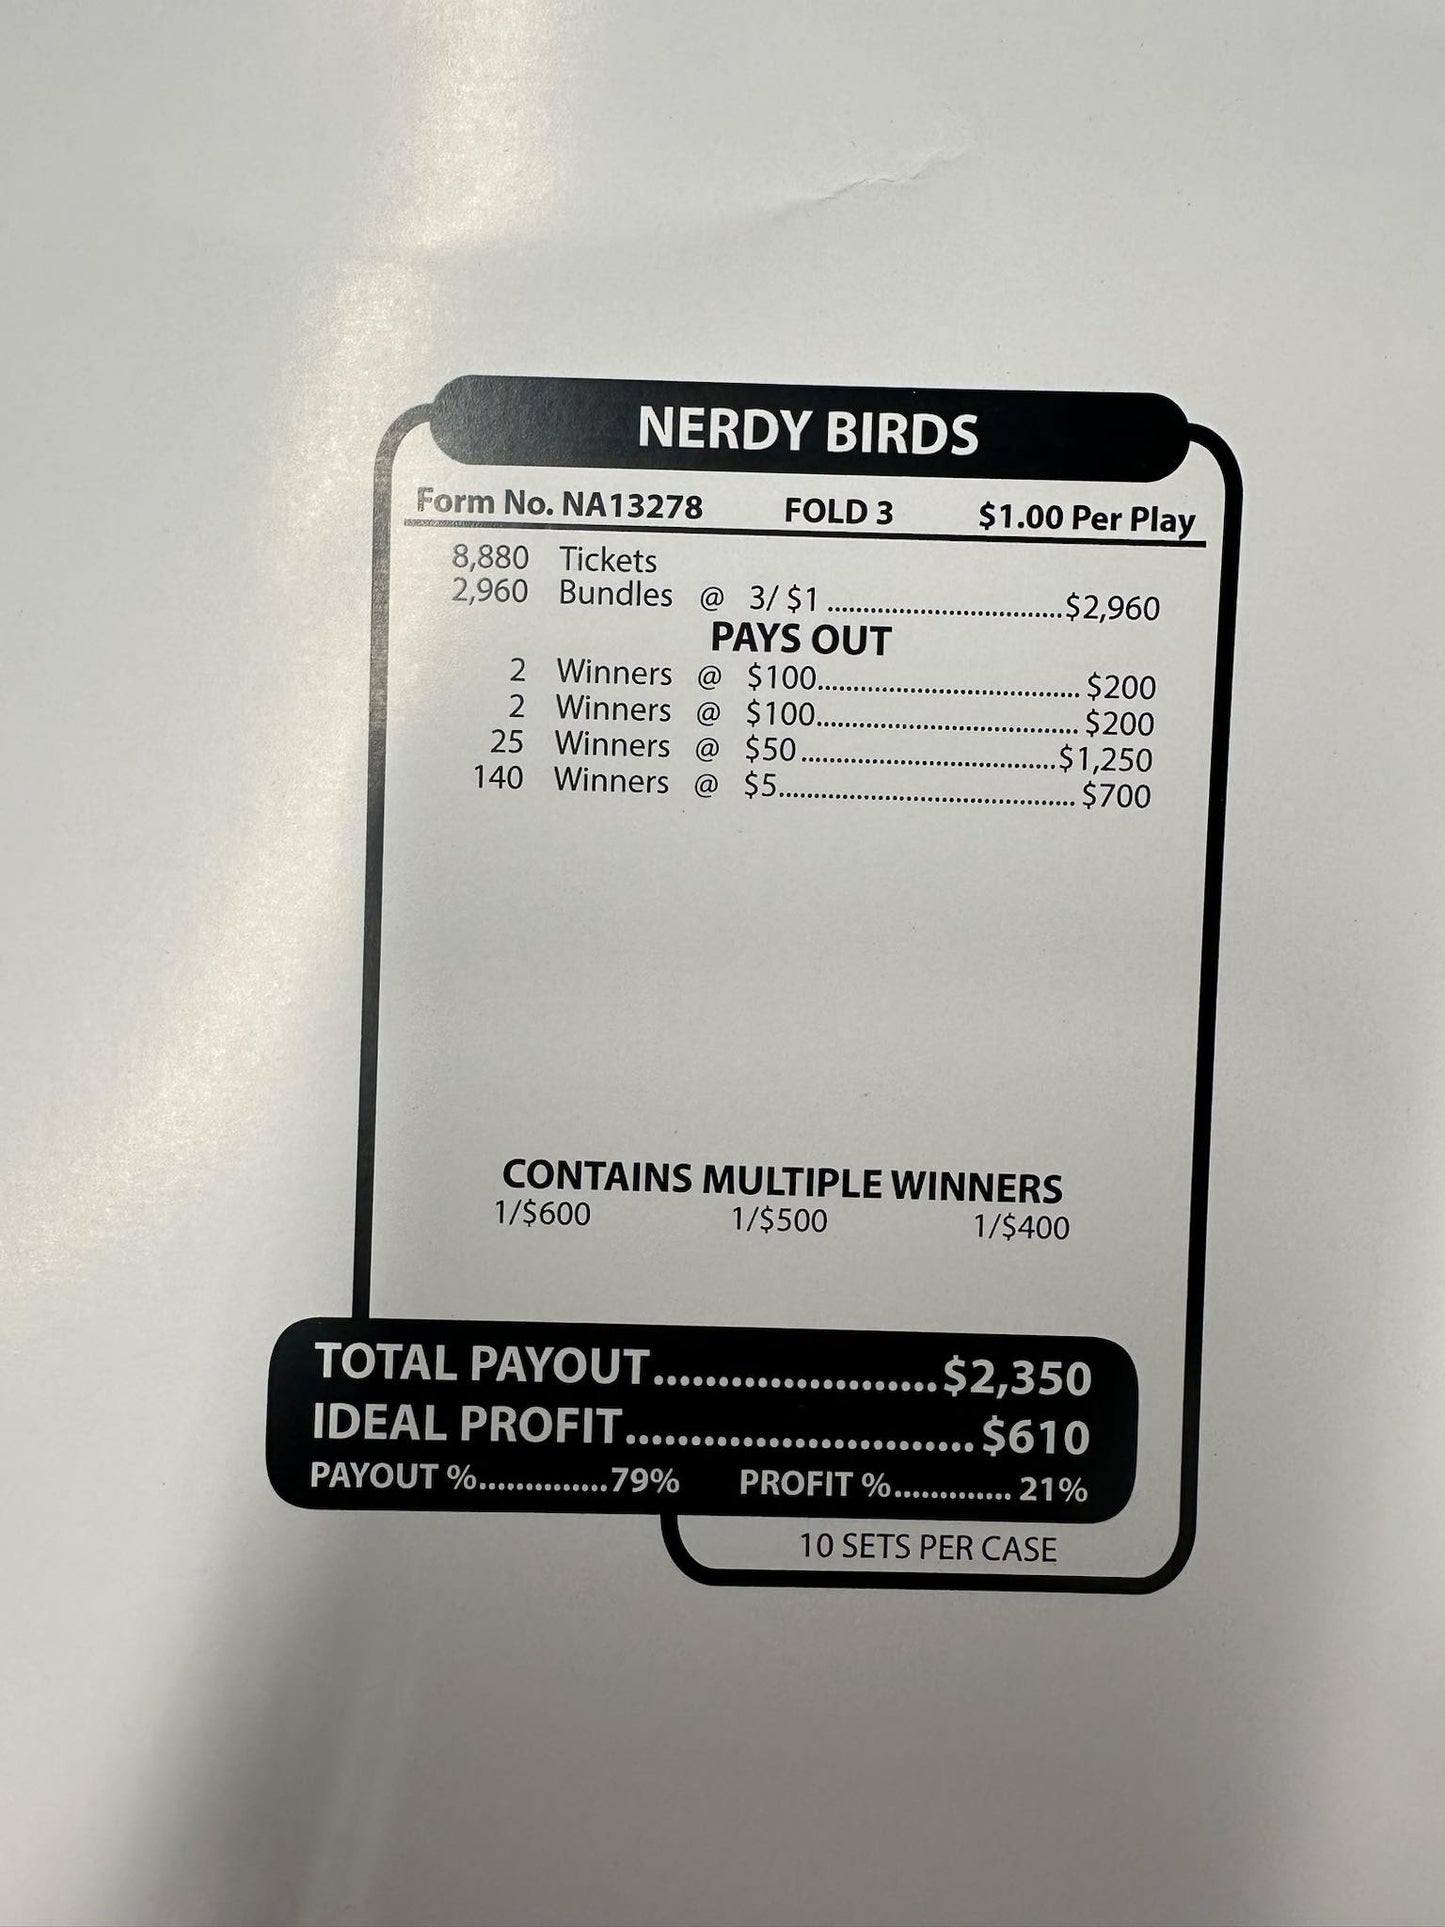 NERDY BIRDS
Form No. NA13278 FOLD 3 $1.00 Per Play
8,880 Tickets
2,960 Bundles @ 3/ $1 ................................$2,960
PAYS OUT
2 Winners @ $100.................................... $200
2 Winners @ $100.................................... $200
25 Winners @ $50...................................$1,250
140 Winners @ $5......................................... $700
CONTAINS MULTIPLE WINNERS
1/$600 1/$500 1/$400
TOTAL PAYOUT......................$2,350
IDEAL PROFIT...........................$610
PAYOUT %..............79% PROFIT %............. 21%
10 SETS PER CASE